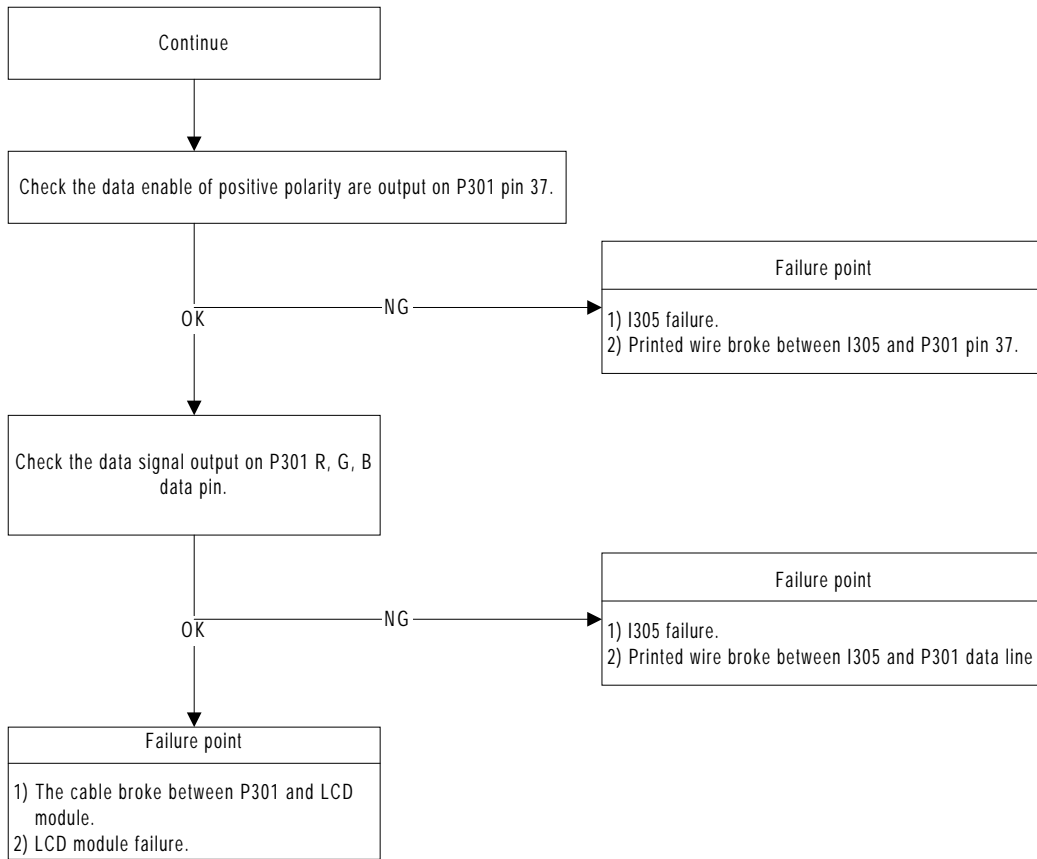 Continue
Check the data enable of positive polarity are output on P301 pin 37.
OK
NG
Failure point
1) I305 failure.
2) Printed wire broke between I305 and P301 pin 37.
Check the data signal output on P301 R, G, B
data pin.
OK
NG
Failure point
1) I305 failure.
2) Printed wire broke between I305 and P301 data line
Failure point
1) The cable broke between P301 and LCD
module.
2) LCD module failure.